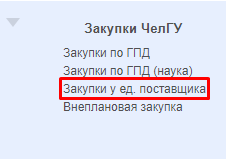 Закупки ЧелГУ
Закупки по ГПД
Закупки по ГПД (наука)
Закупки у ед. поставщика
Внеплановая закупка